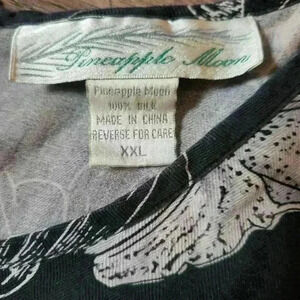 Pineapple Moon
Pineapple Moon
100% SILK
MADE IN CHINA
REVERSE FOR CARE
XXL